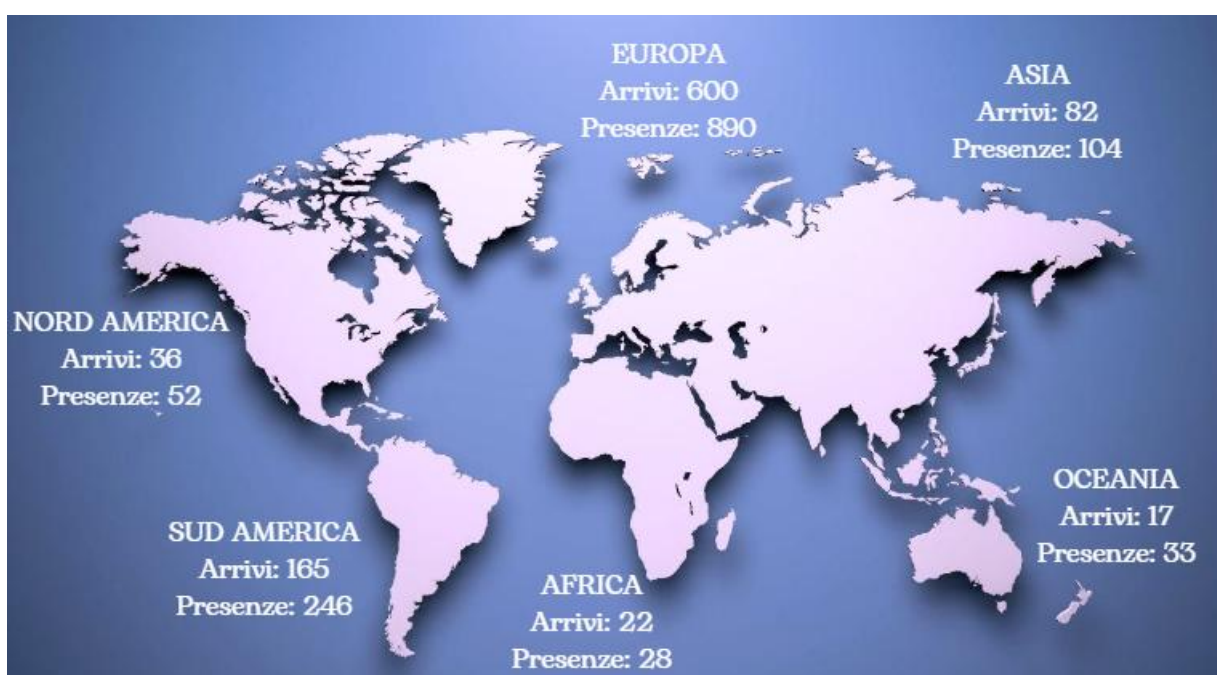 EUROPA
Arrivi: 600
Presenze: 890
ASIA
Arrivi: 82
Presenze: 104
NORD AMERICA
Arrivi: 36
Presenze: 52
OCEANIA
Arrivi: 17
Presenze: 33
SUD AMERICA
Arrivi: 165
Presenze: 246
AFRICA
Arrivi: 22
Presenze: 28